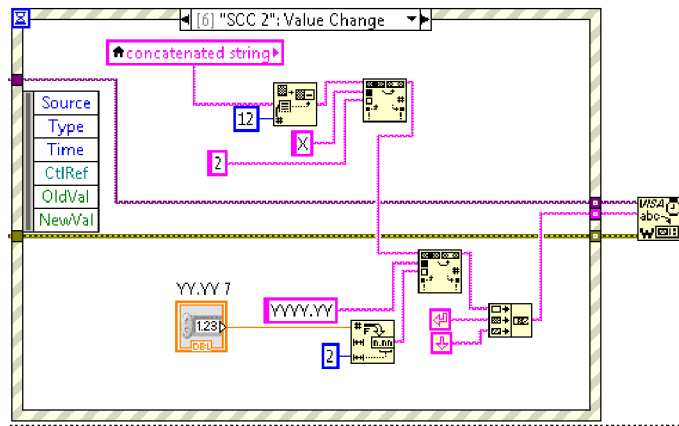 [6] "SCC 2": Value Change
concatenated string
Source
Type
Time
CtlRef
OldVal
NewVal
12
X
2
VISA
abc
W
YY.YY 7
1.23
DBL
YYYY.YY
#
F
n.nn
2